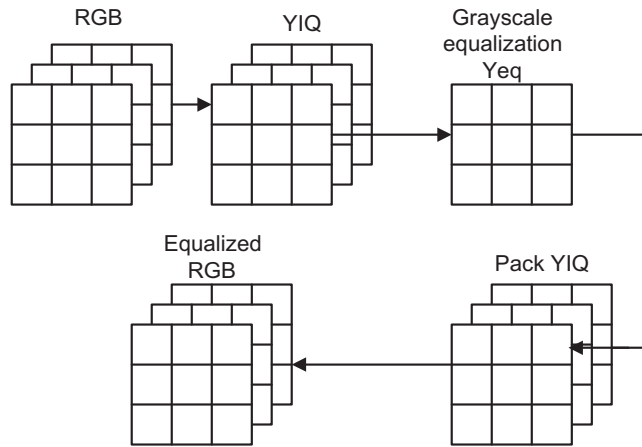 RGB
YIQ
Grayscale
equalization
Yeq
Equalized
RGB
Pack YIQ